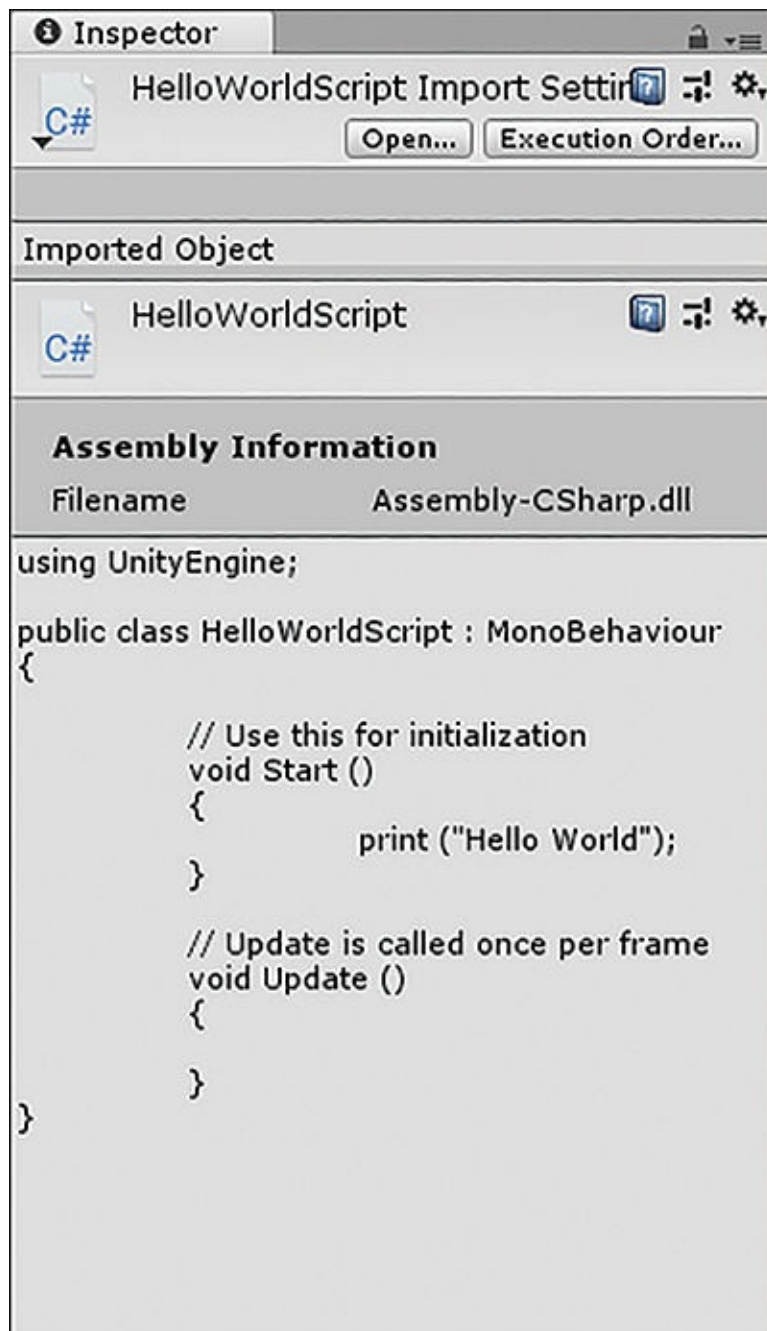 Inspector
HelloWorldScript Import Settin
C#
Open... Execution Order...
Imported Object
HelloWorldScript
C#
Assembly Information
Filename Assembly-CSharp.dll
using UnityEngine;
public class HelloWorldScript : MonoBehaviour
{
// Use this for initialization
void Start ()
{
print ("Hello World");
}
// Update is called once per frame
void Update ()
{
}
}